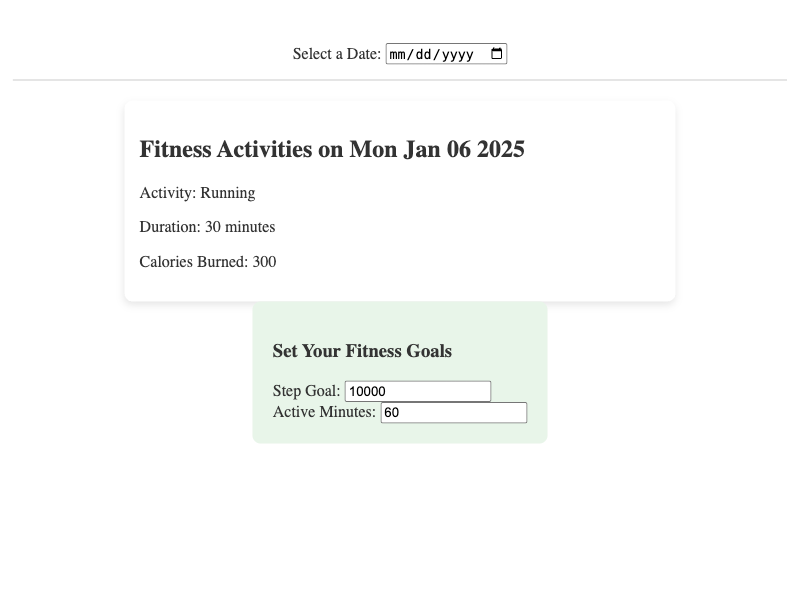 Select a Date: mm/dd/yyyy
Fitness Activities on Mon Jan 06 2025
Activity: Running
Duration: 30 minutes
Calories Burned: 300
Set Your Fitness Goals
Step Goal: 10000
Active Minutes: 60